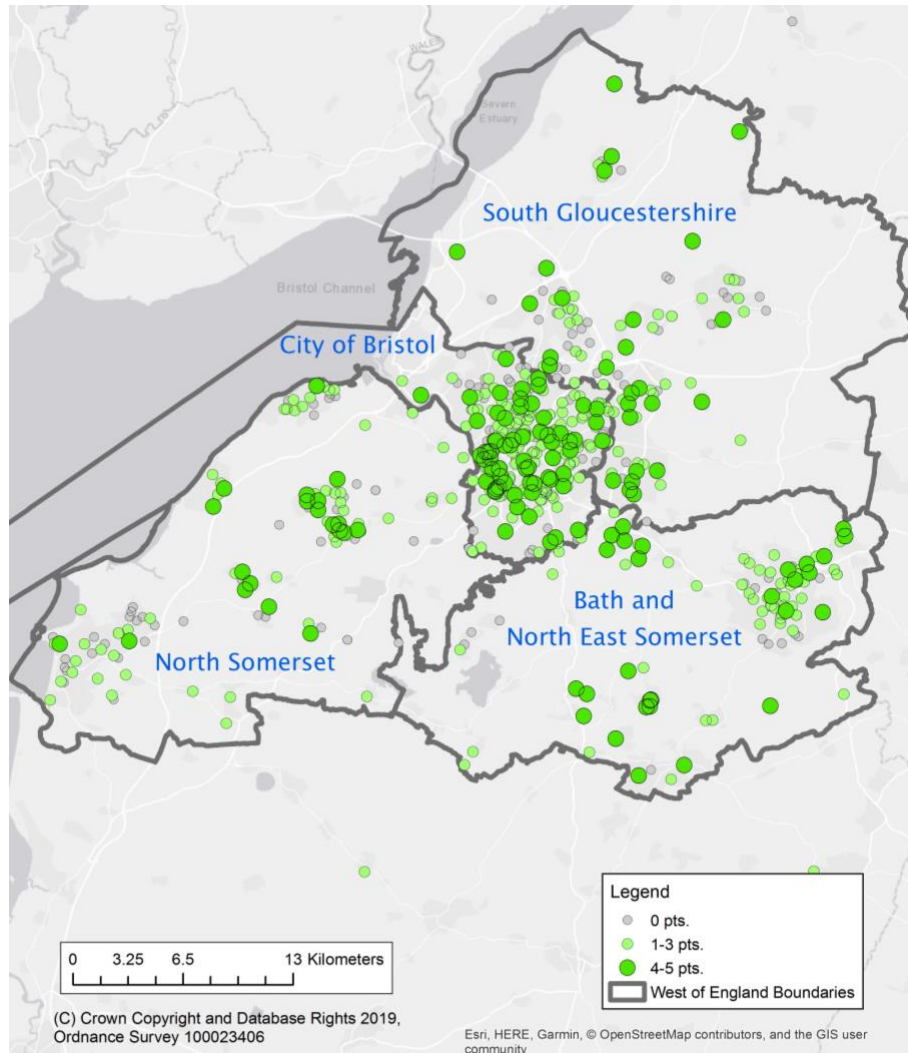 WALES
Severn
Estuary
South Gloucestershire
Bristol Channel
City of Bristol
Bath and
North East Somerset
North Somerset
Legend
0 pts.
1-3 pts.
4-5 pts.
West of England Boundaries
0 3.25 6.5 13 Kilometers
(C) Crown Copyright and Database Rights 2019,
Ordnance Survey 100023406
Esri, HERE, Garmin, © OpenStreetMap contributors, and the GIS user
community